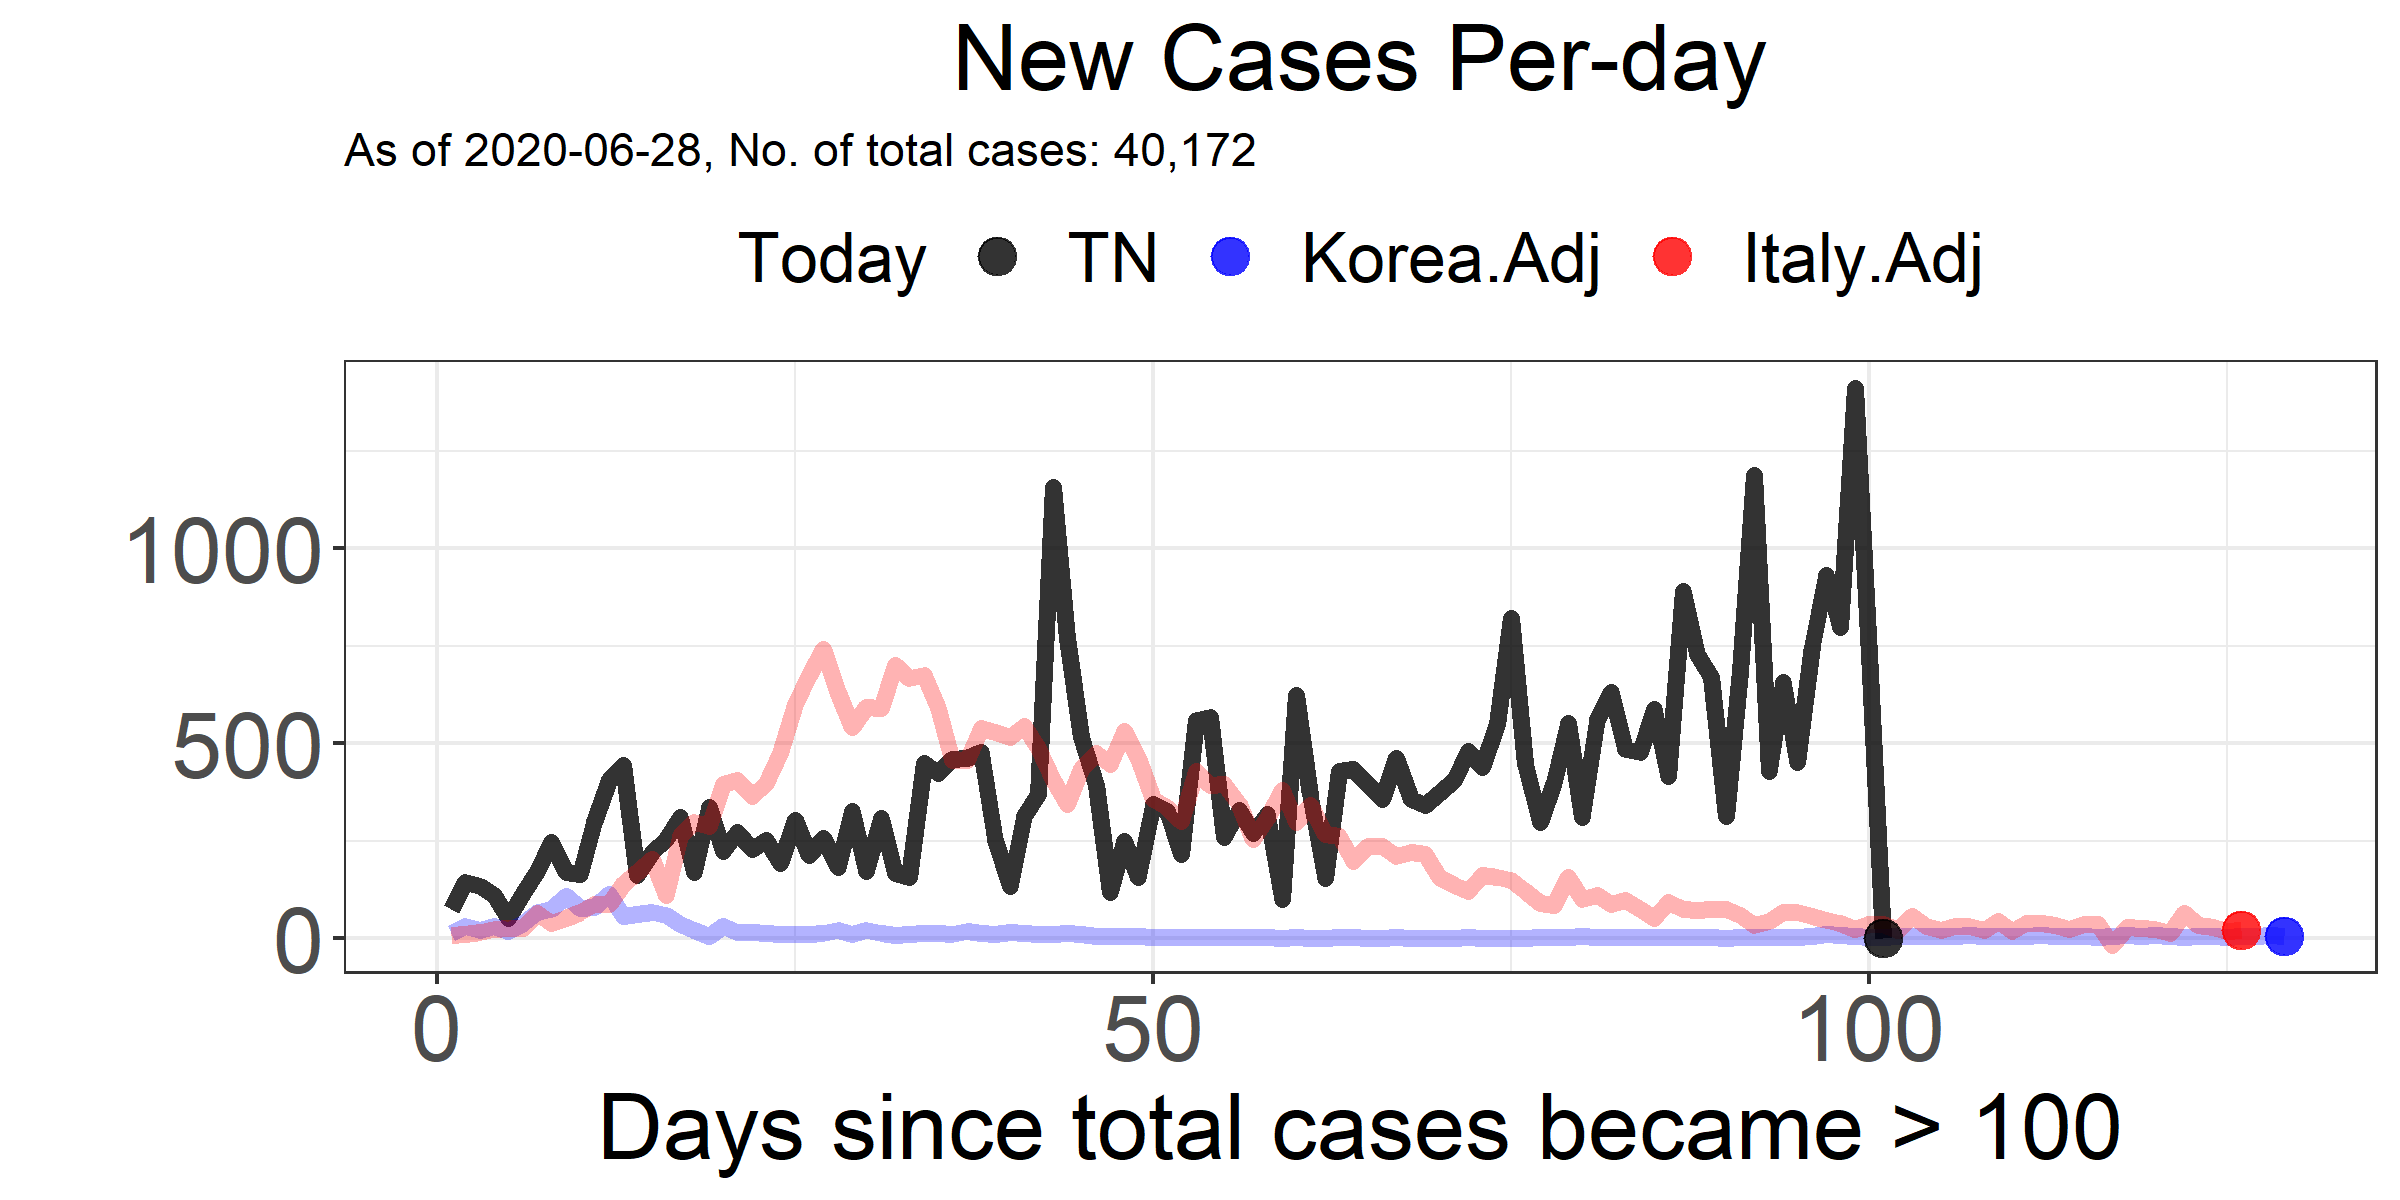 New Cases Per-day
As of 2020-06-28, No. of total cases: 40,172
Today TN Korea.Adj Italy.Adj
1000
500
0
0 50 100
Days since total cases became > 100